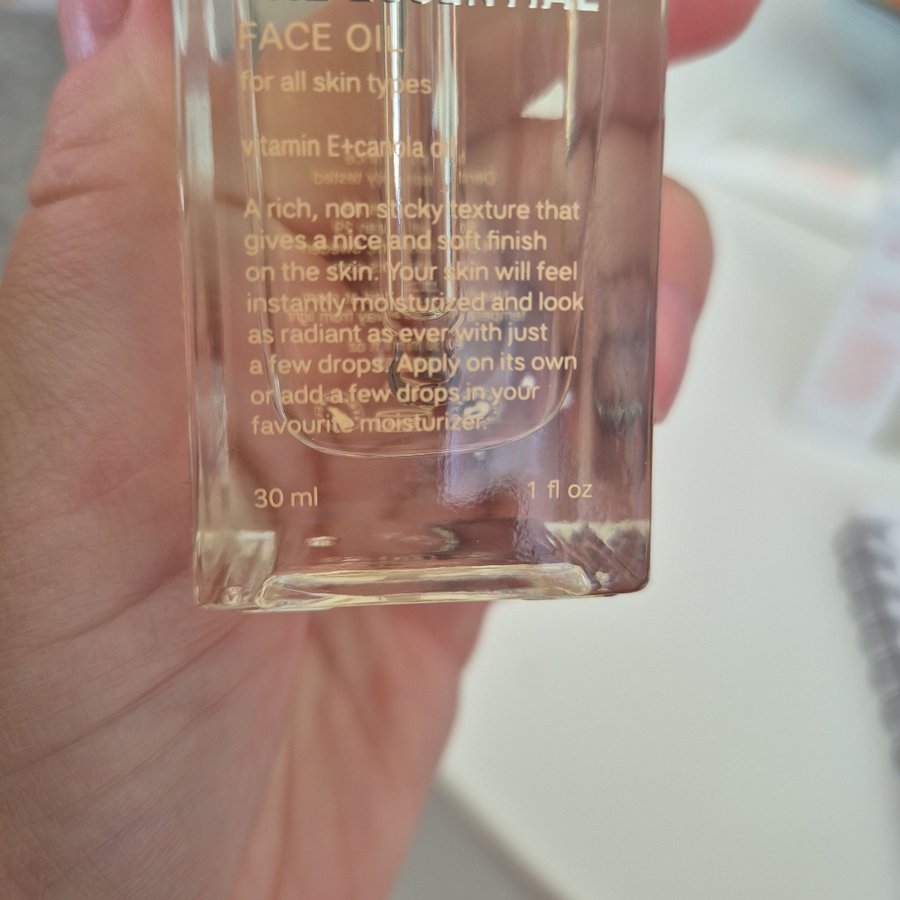 ESSENTIAL
FACE OIL
for all skin types
vitamin E+canola oil
A rich, non sticky texture that
gives a nice and soft finish
on the skin. Your skin will feel
instantly moisturized and look
as radiant as ever with just
a few drops. Apply on its own
or add a few drops in your
favourite moisturizer.
30 ml
1 fl oz